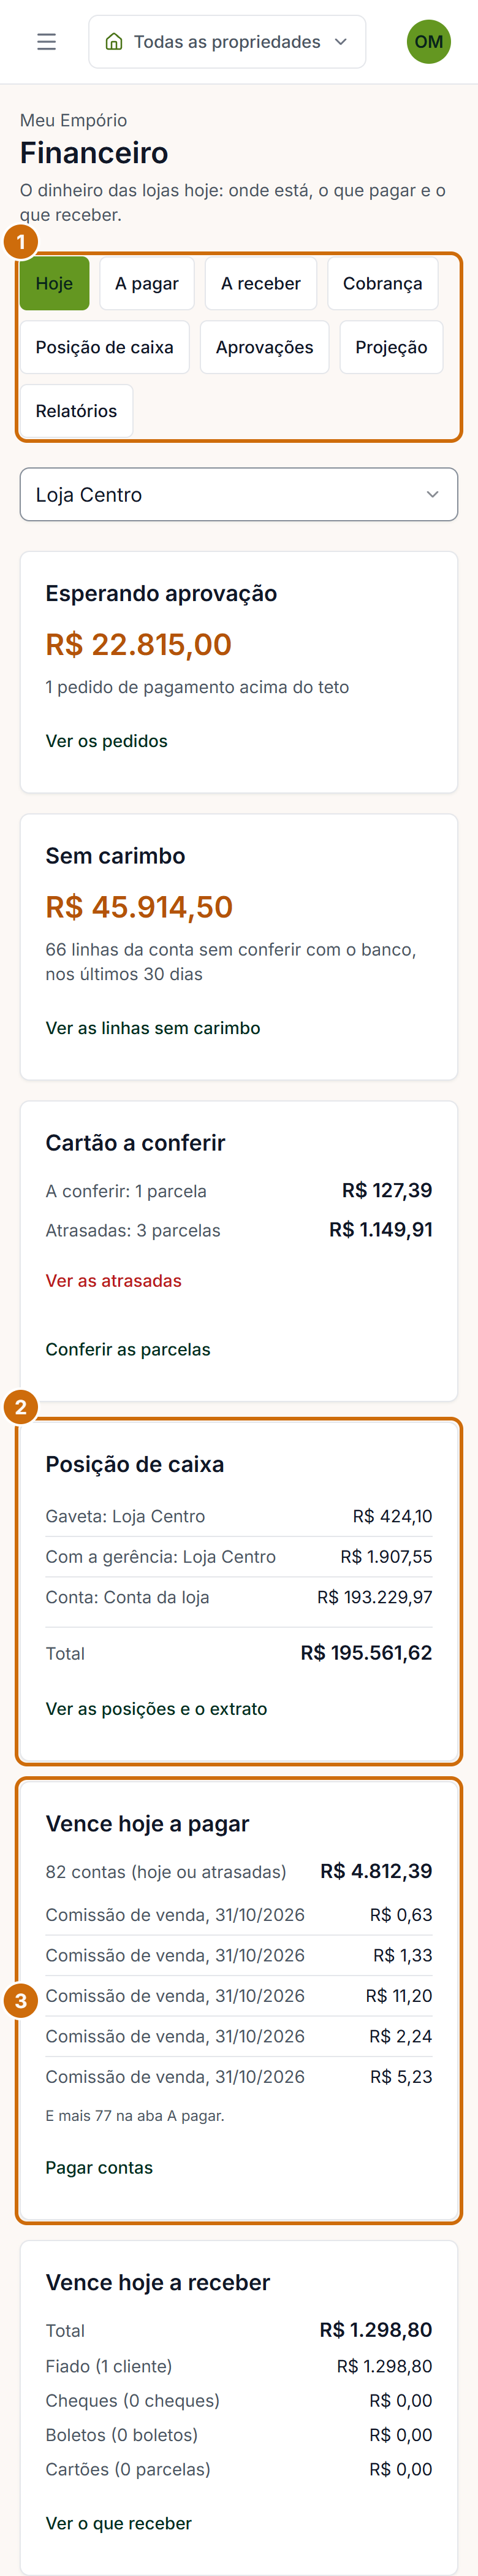 Todas as propriedades
OM
Meu Empório
Financeiro
O dinheiro das lojas hoje: onde está, o que pagar e o
que receber.
1
Hoje
A pagar
A receber
Cobrança
Posição de caixa
Aprovações
Projeção
Relatórios
Loja Centro
Esperando aprovação
R$ 22.815,00
1 pedido de pagamento acima do teto
Ver os pedidos
Sem carimbo
R$ 45.914,50
66 linhas da conta sem conferir com o banco,
nos últimos 30 dias
Ver as linhas sem carimbo
Cartão a conferir
A conferir: 1 parcela R$ 127,39
Atrasadas: 3 parcelas R$ 1.149,91
Ver as atrasadas
Conferir as parcelas
2
Posição de caixa
Gaveta: Loja Centro R$ 424,10
Com a gerência: Loja Centro R$ 1.907,55
Conta: Conta da loja R$ 193.229,97
Total R$ 195.561,62
Ver as posições e o extrato
Vence hoje a pagar
82 contas (hoje ou atrasadas) R$ 4.812,39
Comissão de venda, 31/10/2026 R$ 0,63
Comissão de venda, 31/10/2026 R$ 1,33
3
Comissão de venda, 31/10/2026 R$ 11,20
Comissão de venda, 31/10/2026 R$ 2,24
Comissão de venda, 31/10/2026 R$ 5,23
E mais 77 na aba A pagar.
Pagar contas
Vence hoje a receber
Total R$ 1.298,80
Fiado (1 cliente) R$ 1.298,80
Cheques (0 cheques) R$ 0,00
Boletos (0 boletos) R$ 0,00
Cartões (0 parcelas) R$ 0,00
Ver o que receber